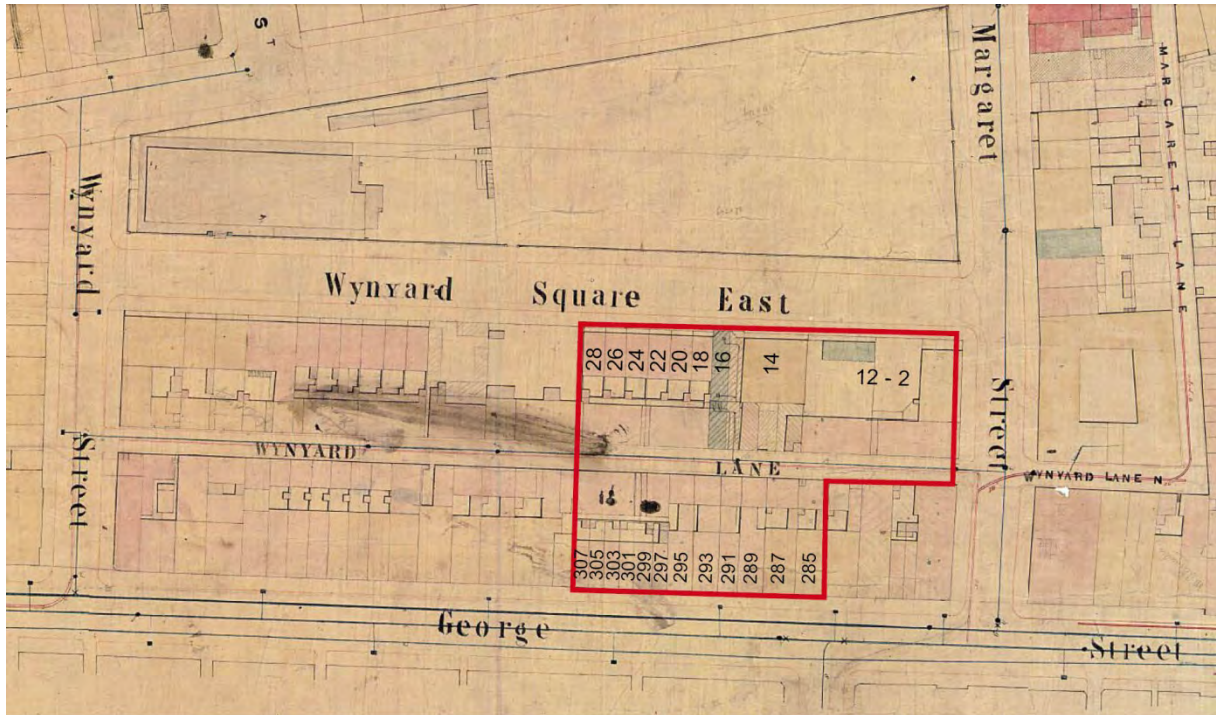 ST
Margaret
MARGARET LANE
Wynyard
Wynyard Square East
28
26
24
22
20
18
16
14
12 - 2
Street
Street
WYNYARD LANE
WYNYARD LANE N.
307
305
303
301
299
297
295
293
291
289
287
285
George Street